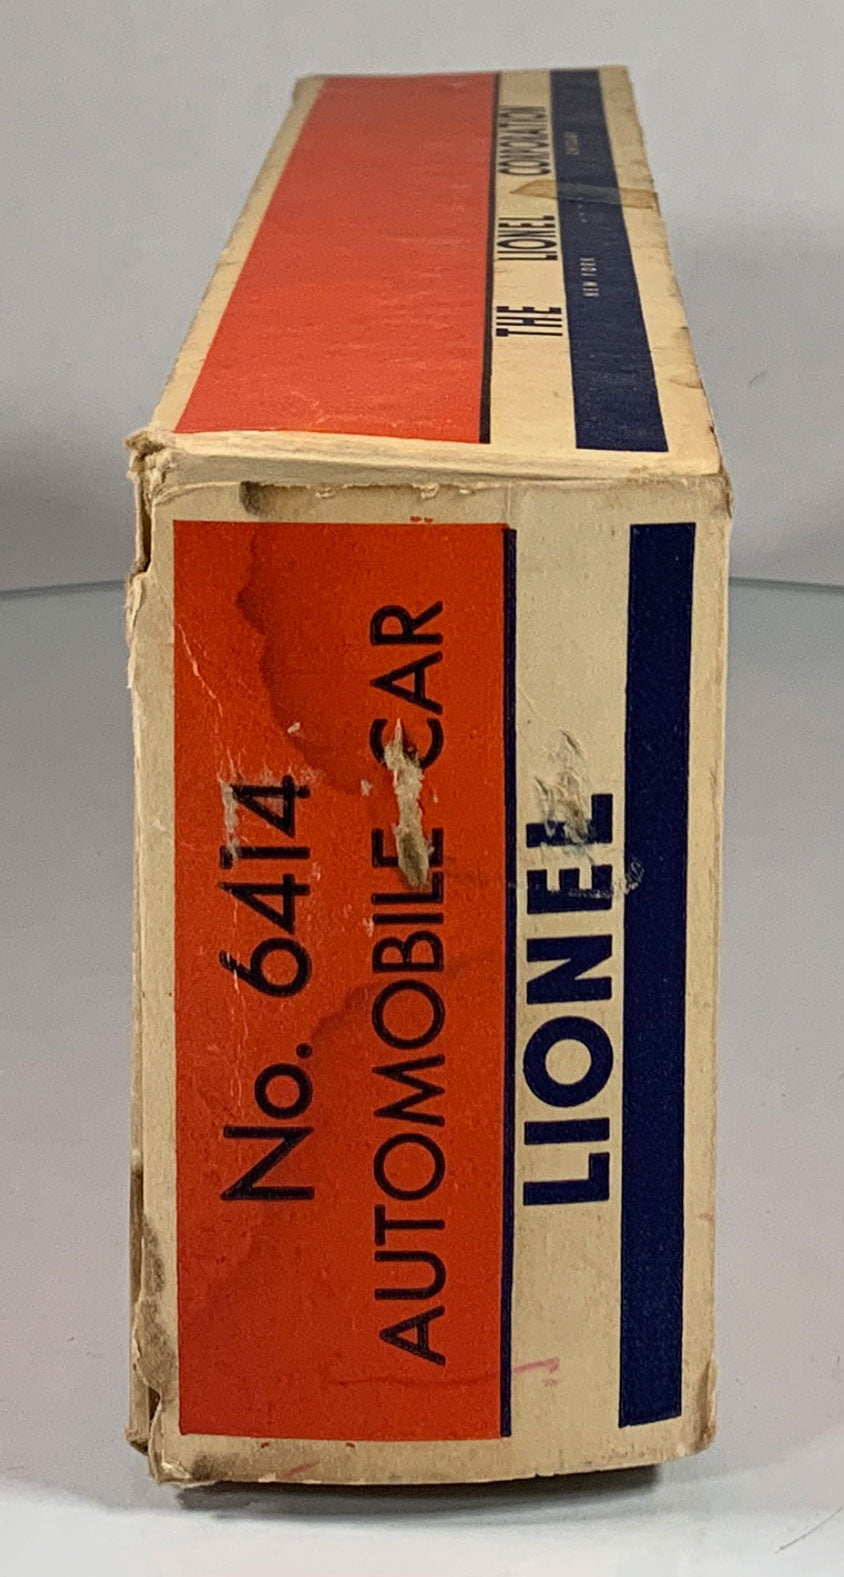 No. 6414
AUTOMOBILE CAR
LIONEL
THE LIONEL CORPORATION
NEW YORK